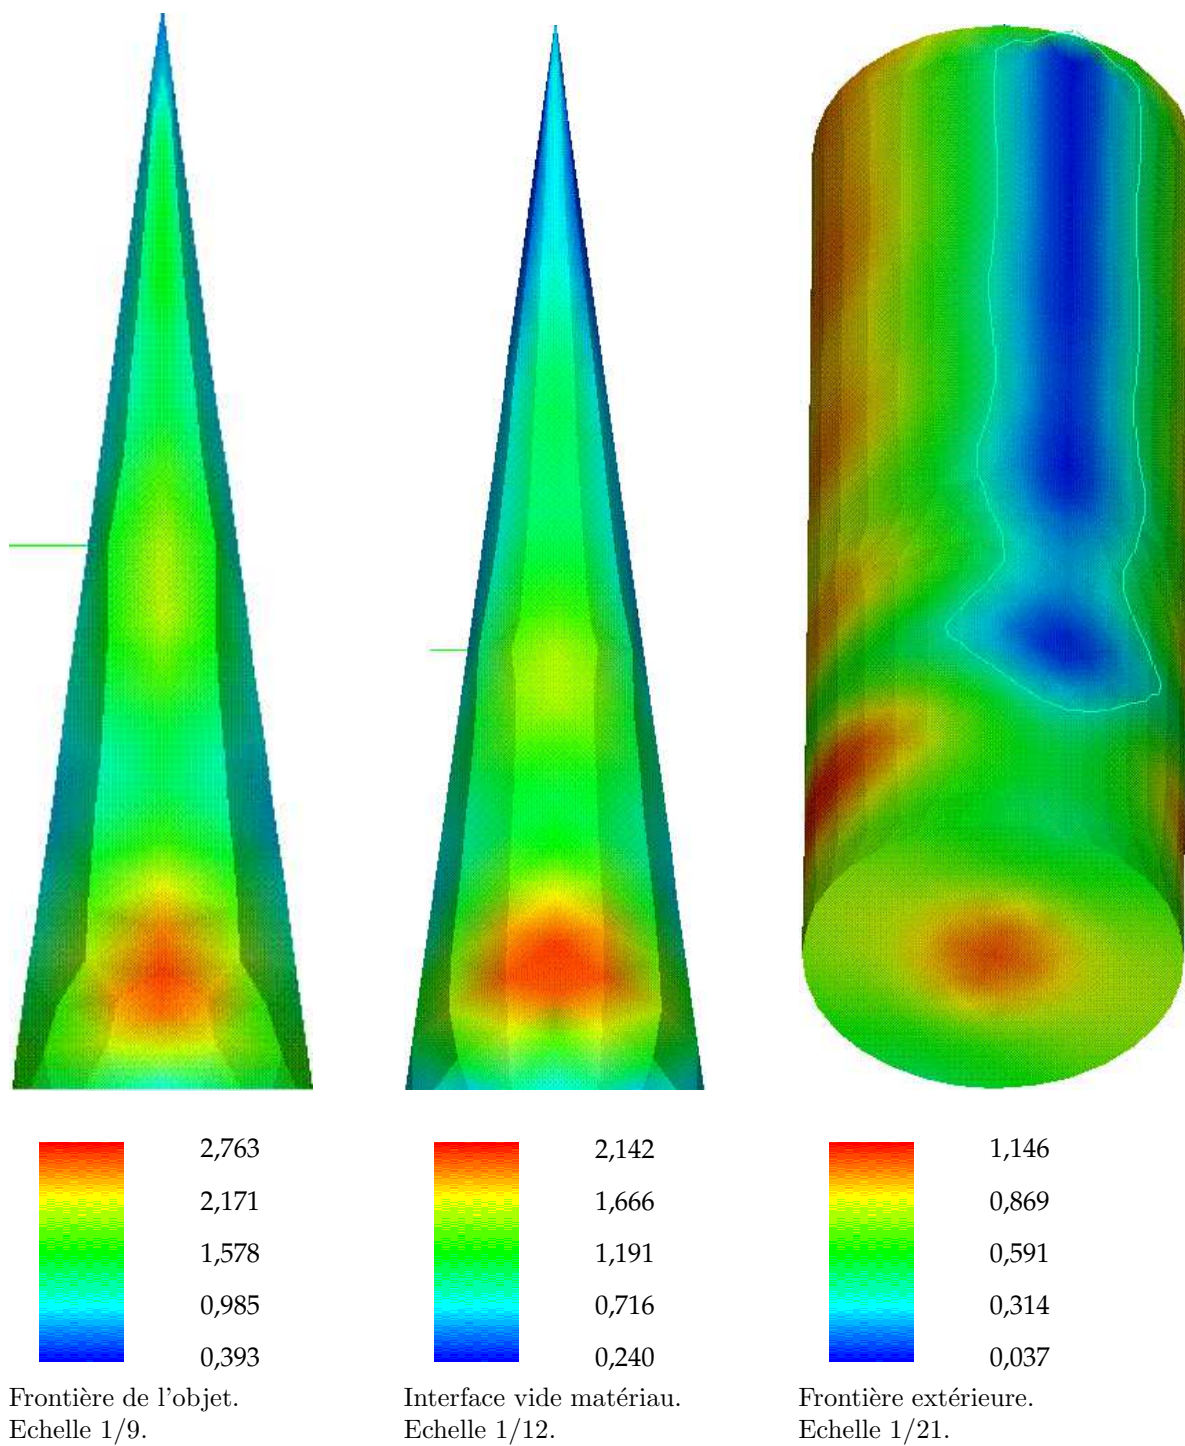 2,763
2,171
1,578
0,985
0,393
Frontière de l'objet.
Echelle 1/9.
2,142
1,666
1,191
0,716
0,240
Interface vide matériau.
Echelle 1/12.
1,146
0,869
0,591
0,314
0,037
Frontière extérieure.
Echelle 1/21.